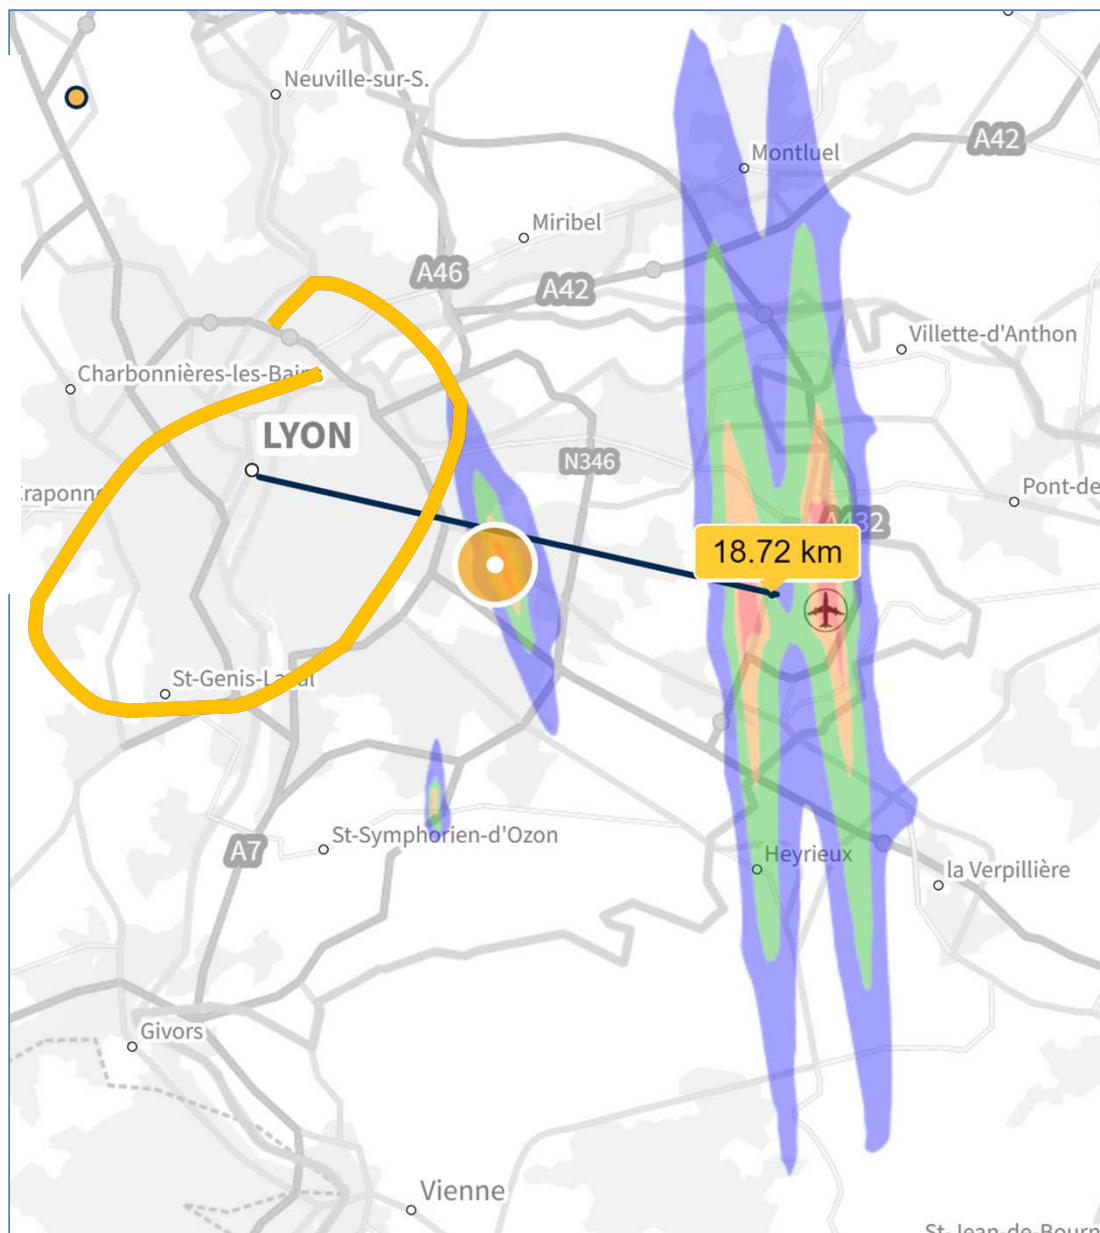 Neuville-sur-S.
Montluel
A42
Miribel
A46
A42
Villette-d'Anthon
Charbonnières-les-Bains
LYON
N346
Pont-de
raponne
A432
18.72 km
St-Genis-Laval
St-Symphorien-d'Ozon
A7
Heyrieux
la Verpillière
Givors
Vienne
St-Jean-de-Bourn